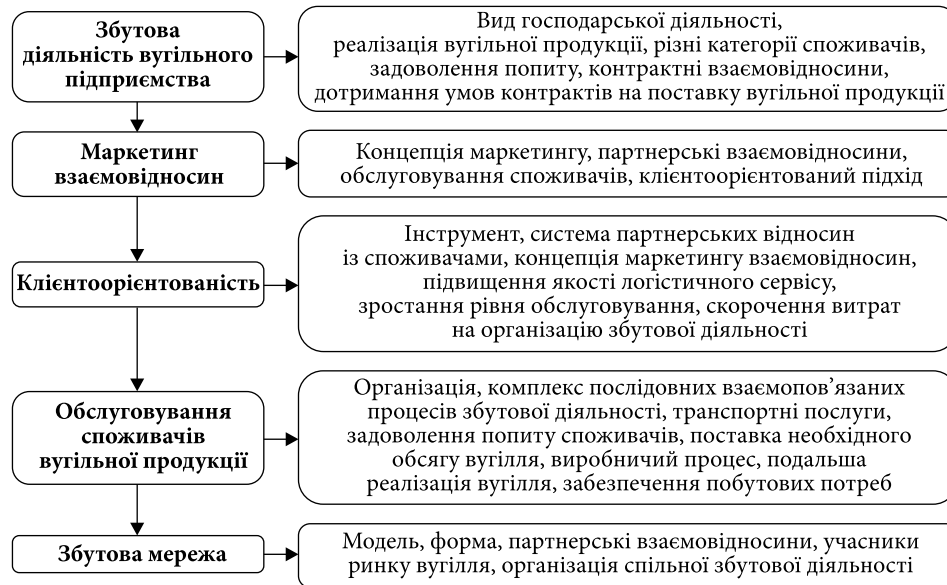 Збутова
діяльність вугільного
підприємства
Вид господарської діяльності,
реалізація вугільної продукції, різні категорії споживачів,
задоволення попиту, контрактні взаємовідносини,
дотримання умов контрактів на поставку вугільної продукції
Маркетинг
взаємовідносин
Концепція маркетингу, партнерські взаємовідносини,
обслуговування споживачів, клієнтоорієнтований підхід
Клієнтоорієнтованість
Інструмент, система партнерських відносин
із споживачами, концепція маркетингу взаємовідносин,
підвищення якості логістичного сервісу,
зростання рівня обслуговування, скорочення витрат
на організацію збутової діяльності
Обслуговування
споживачів
вугільної продукції
Організація, комплекс послідовних взаємопов’язаних
процесів збутової діяльності, транспортні послуги,
задоволення попиту споживачів, поставка необхідного
обсягу вугілля, виробничий процес, подальша
реалізація вугілля, забезпечення побутових потреб
Збутова мережа
Модель, форма, партнерські взаємовідносини, учасники
ринку вугілля, організація спільної збутової діяльності